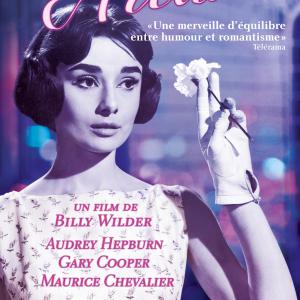 « Une merveille d'équilibre
entre humour et romantisme »
Télérama
UN FILM DE
BILLY WILDER
AUDREY HEPBURN
GARY COOPER
MAURICE CHEVALIER